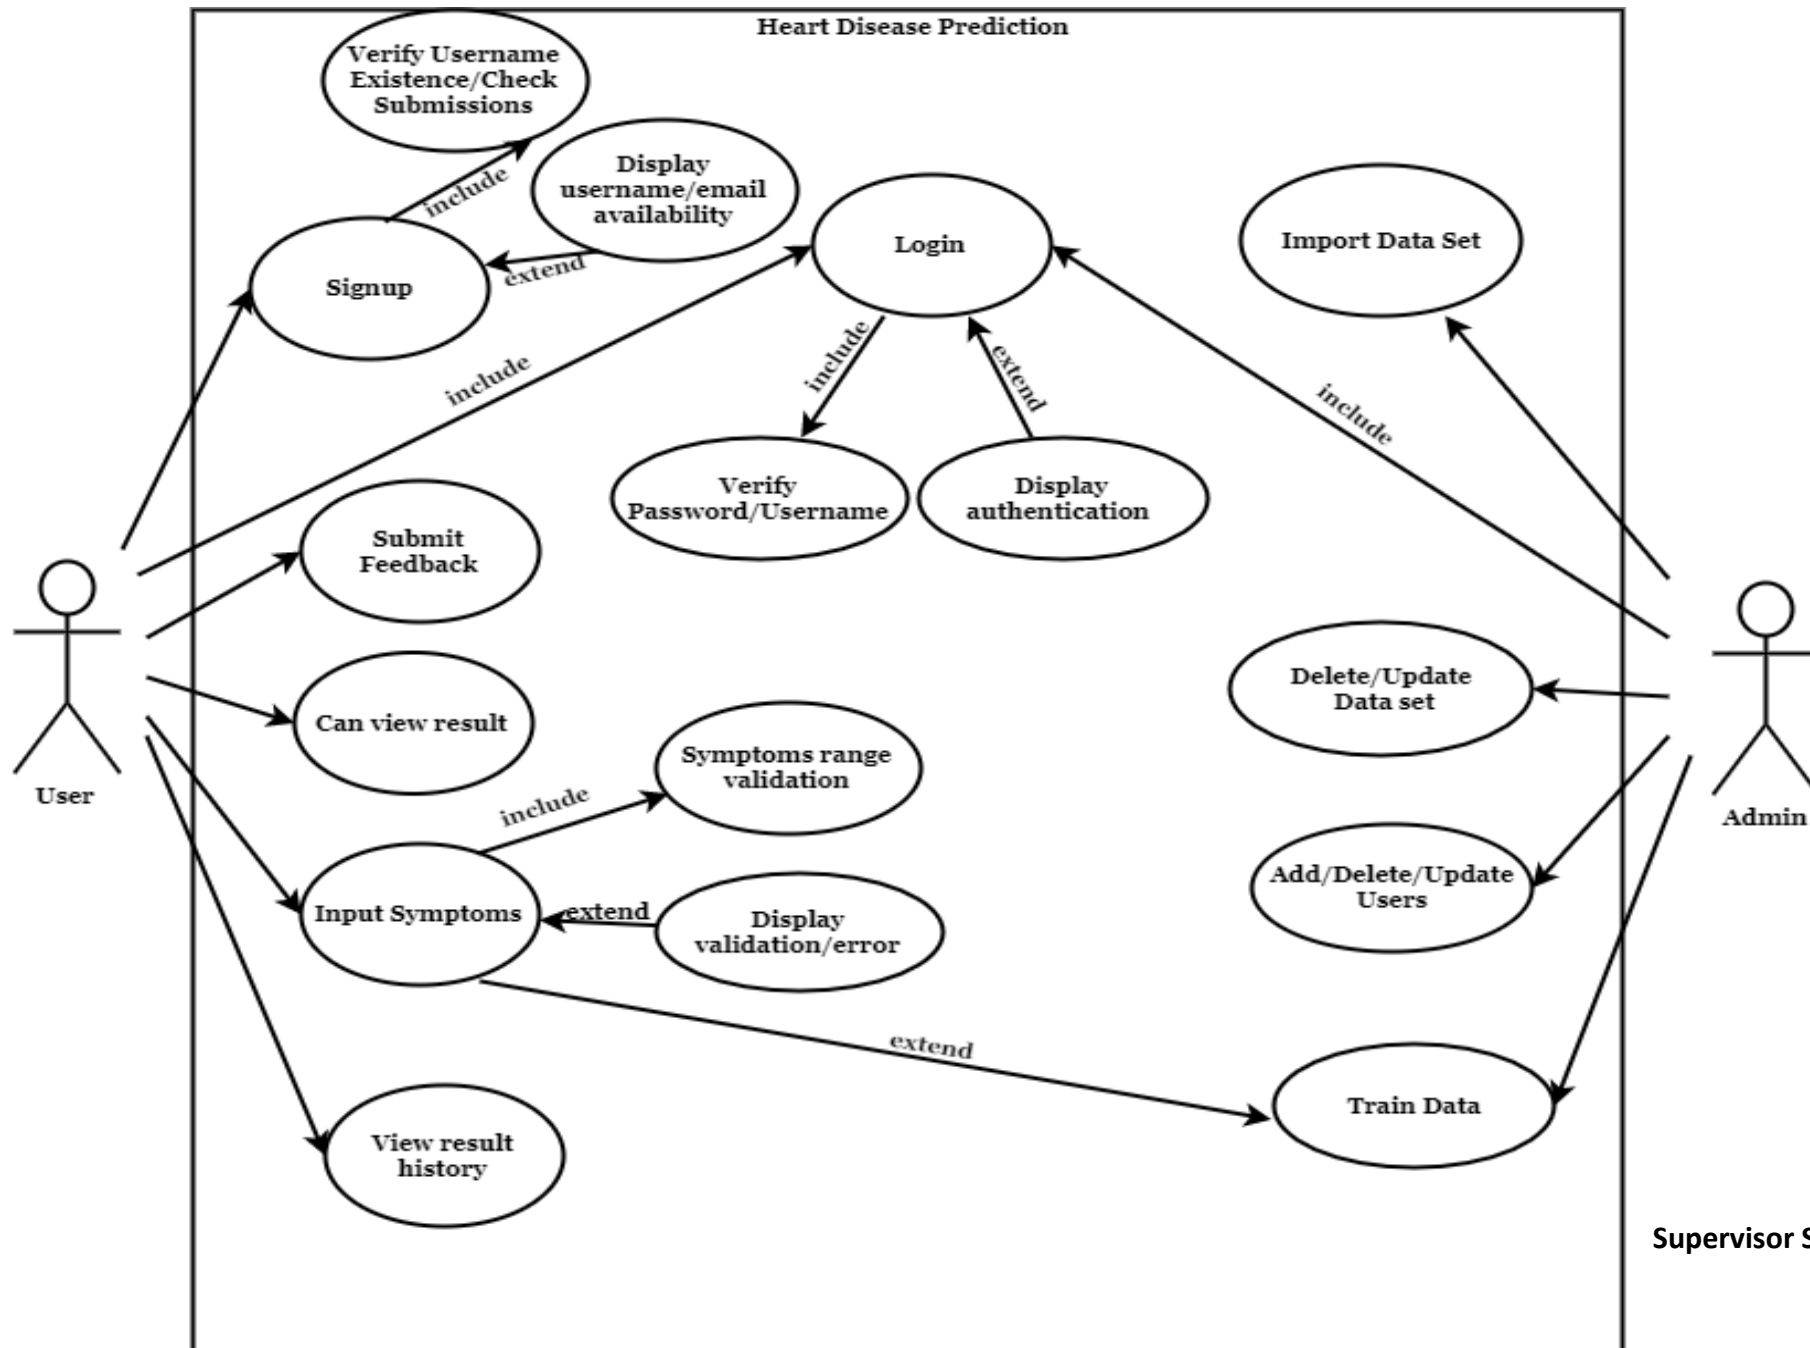 Heart Disease Prediction
Verify Username
Existence/Check
Submissions
include
Display
username/email
availability
extend
Signup
Login
Import Data Set
include
include
extend
include
Verify
Password/Username
Display
authentication
Submit
Feedback
Delete/Update
Data set
Can view result
Symptoms range
validation
User
include
Admin
Add/Delete/Update
Users
Input Symptoms
extend
Display
validation/error
extend
Train Data
View result
history
Supervisor S